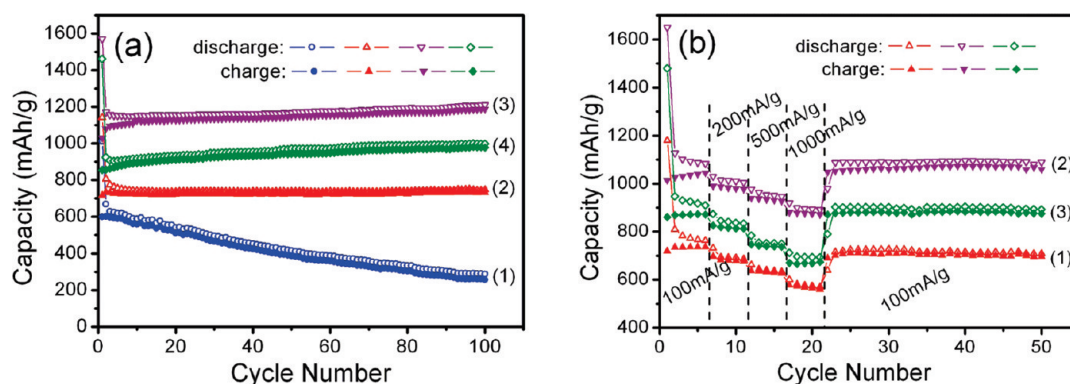 (a)
discharge:
charge:
(3)
(4)
(2)
(1)
1600
1400
1200
1000
800
600
400
200
0
Capacity (mAh/g)
0 20 40 60 80 100
Cycle Number
(b)
discharge:
charge:
200mA/g
500mA/g
1000mA/g
(2)
(3)
(1)
100mA/g
100mA/g
1600
1400
1200
1000
800
600
400
Capacity (mAh/g)
0 10 20 30 40 50
Cycle Number